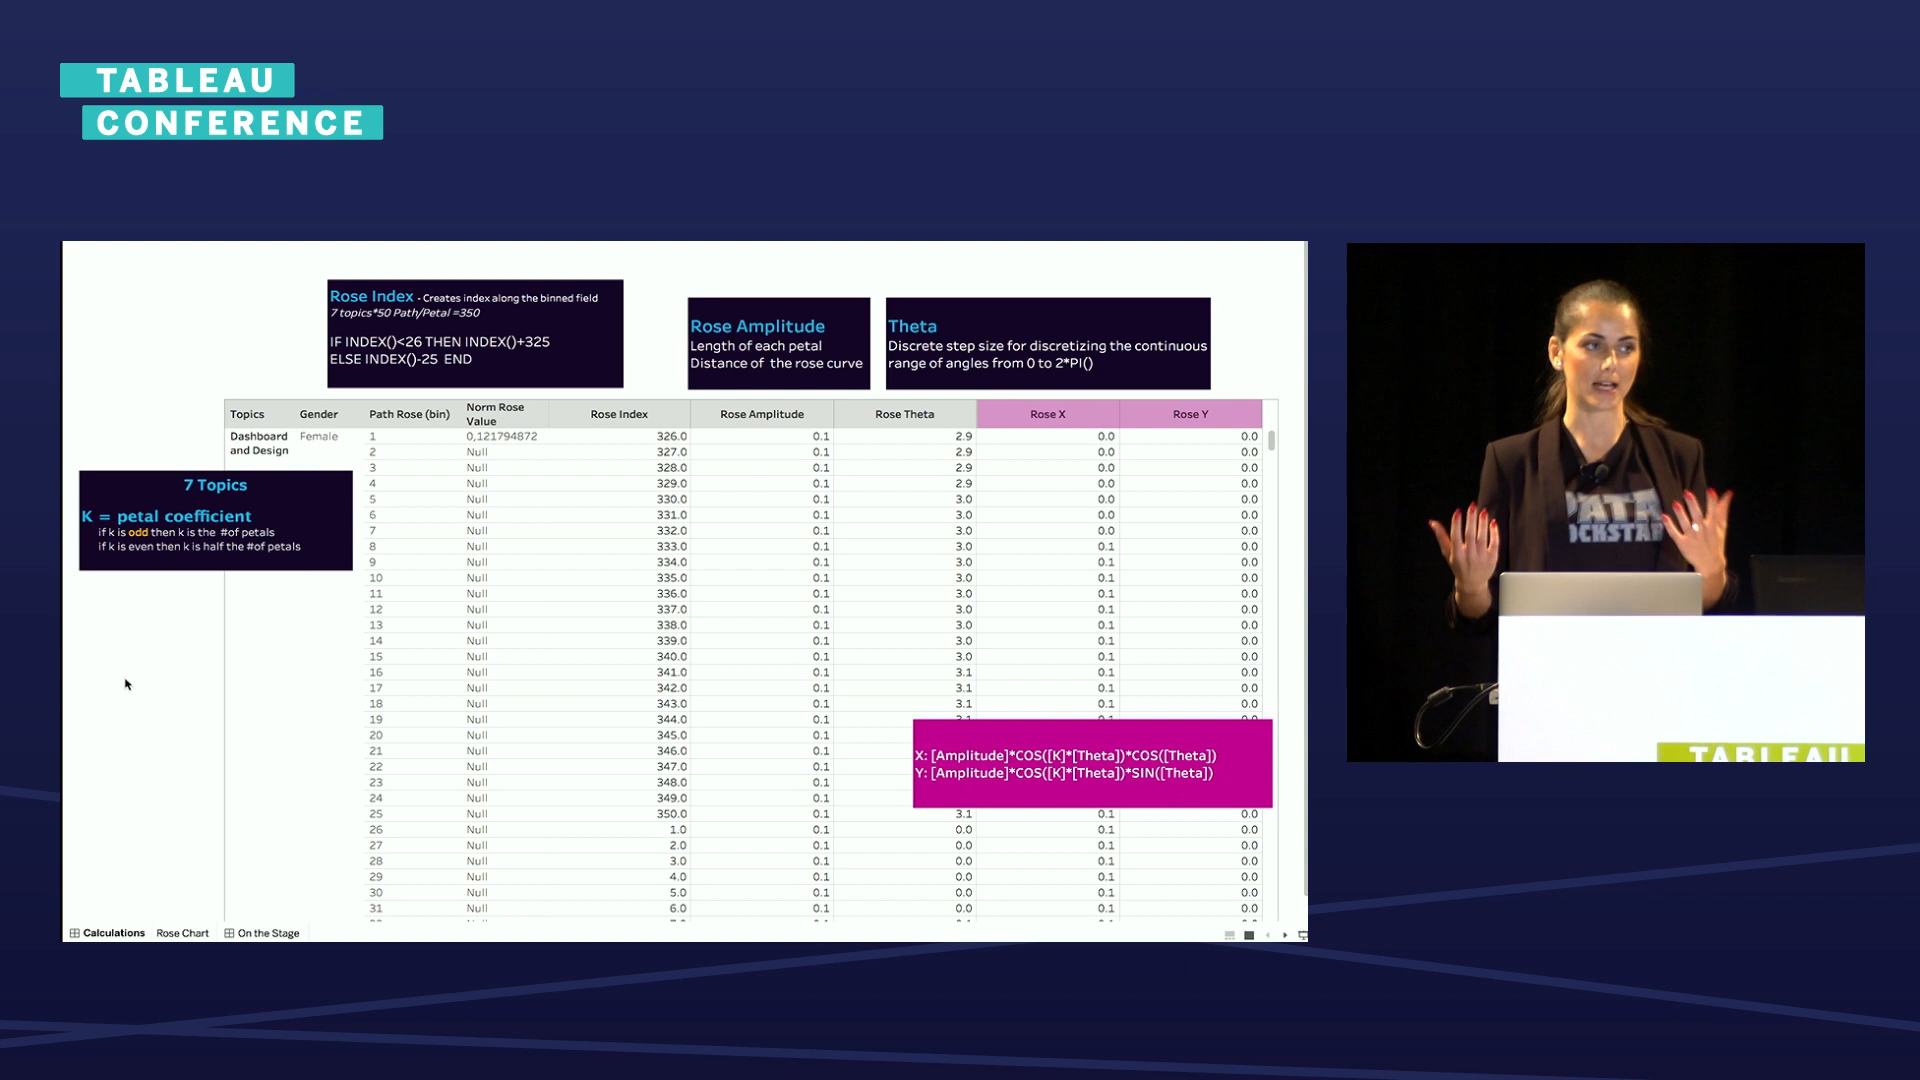 TABLEAU
CONFERENCE
Rose Index - Creates index along the binned field
7 topics*50 Path/Petal =350
IF INDEX()<26 THEN INDEX()+325
ELSE INDEX()-25 END
Rose Amplitude
Length of each petal
Distance of the rose curve
Theta
Discrete step size for discretizing the continuous
range of angles from 0 to 2*PI()
Topics Gender Path Rose (bin) Norm Rose Value Rose Index Rose Amplitude Rose Theta Rose X Rose Y
Dashboard and Design Female 1 0,121794872 326.0 0.1 2.9 0.0 0.0
2 Null 327.0 0.1 2.9 0.0 0.0
3 Null 328.0 0.1 2.9 0.0 0.0
4 Null 329.0 0.1 2.9 0.0 0.0
5 Null 330.0 0.1 3.0 0.0 0.0
6 Null 331.0 0.1 3.0 0.0 0.0
7 Null 332.0 0.1 3.0 0.0 0.0
8 Null 333.0 0.1 3.0 0.1 0.0
9 Null 334.0 0.1 3.0 0.1 0.0
10 Null 335.0 0.1 3.0 0.1 0.0
11 Null 336.0 0.1 3.0 0.1 0.0
12 Null 337.0 0.1 3.0 0.1 0.0
13 Null 338.0 0.1 3.0 0.1 0.0
14 Null 339.0 0.1 3.0 0.1 0.0
15 Null 340.0 0.1 3.0 0.1 0.0
16 Null 341.0 0.1 3.1 0.1 0.0
17 Null 342.0 0.1 3.1 0.1 0.0
18 Null 343.0 0.1 3.1 0.1 0.0
19 Null 344.0 0.1 3.1 0.1 0.0
20 Null 345.0 0.1
21 Null 346.0 0.1
22 Null 347.0 0.1
23 Null 348.0 0.1
24 Null 349.0 0.1
25 Null 350.0 0.1 3.1 0.1 0.0
26 Null 1.0 0.1 0.0 0.1 0.0
27 Null 2.0 0.1 0.0 0.1 0.0
28 Null 3.0 0.1 0.0 0.1 0.0
29 Null 4.0 0.1 0.0 0.1 0.0
30 Null 5.0 0.1 0.0 0.1 0.0
31 Null 6.0 0.1 0.0 0.1 0.0
7 Topics
K = petal coefficient
if k is odd then k is the #of petals
if k is even then k is half the #of petals
X: [Amplitude]*COS([K]*[Theta])*COS([Theta])
Y: [Amplitude]*COS([K]*[Theta])*SIN([Theta])
Calculations Rose Chart On the Stage
TABLEAU